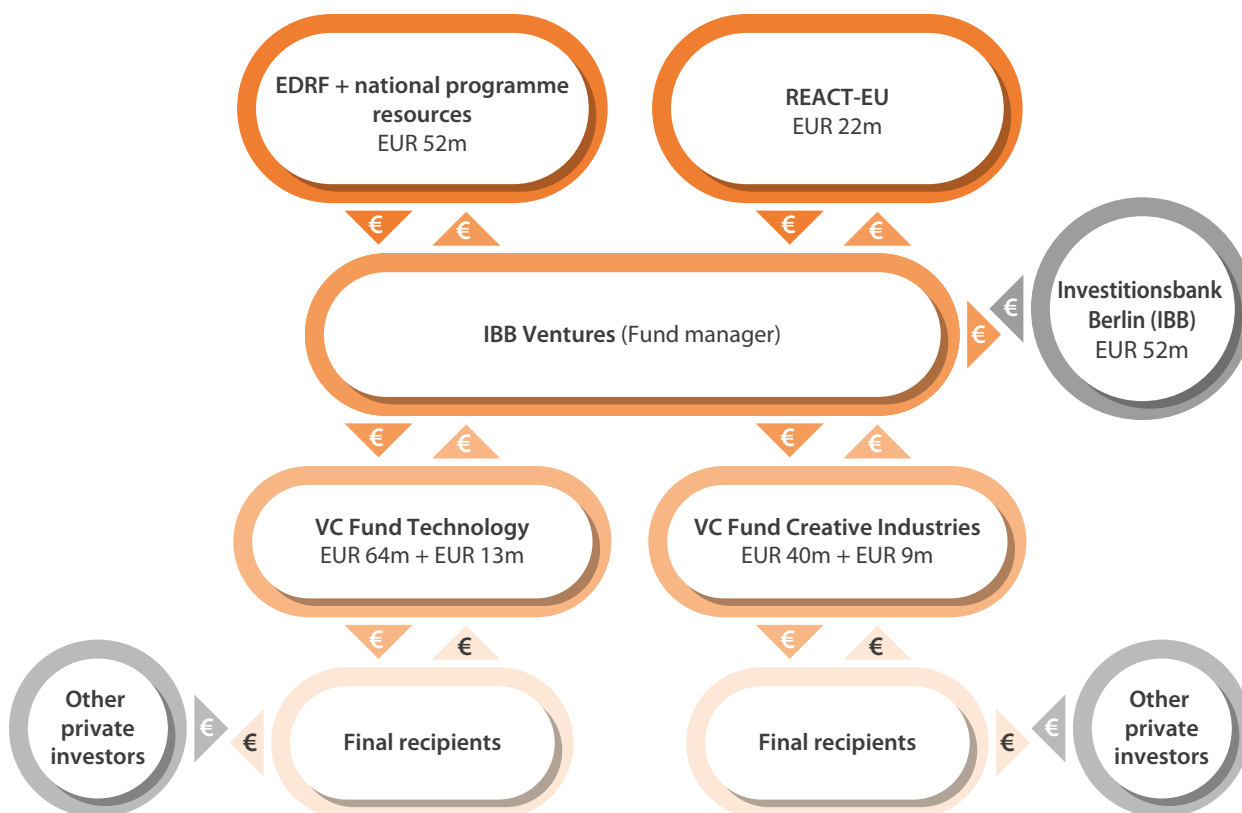 EDRF + national programme
resources
EUR 52m
REACT-EU
EUR 22m
€
€
€
€
IBB Ventures (Fund manager)
€
€
Investitionsbank
Berlin (IBB)
EUR 52m
€
€
€
€
VC Fund Technology
EUR 64m + EUR 13m
VC Fund Creative Industries
EUR 40m + EUR 9m
€
€
€
€
Other
private
investors
€
€
Final recipients
Final recipients
€
€
Other
private
investors